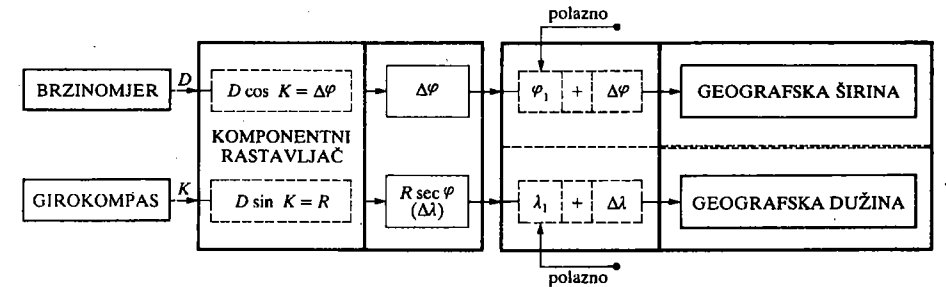 polazno
BRZINOMJER
D
D cos K = Δφ
Δφ
φ₁ + Δφ
GEOGRAFSKA ŠIRINA
KOMPONENTNI
RASTAVLJAČ
GIROKOMPAS
K
D sin K = R
R sec φ
(Δλ)
λ₁ + Δλ
GEOGRAFSKA DUŽINA
polazno